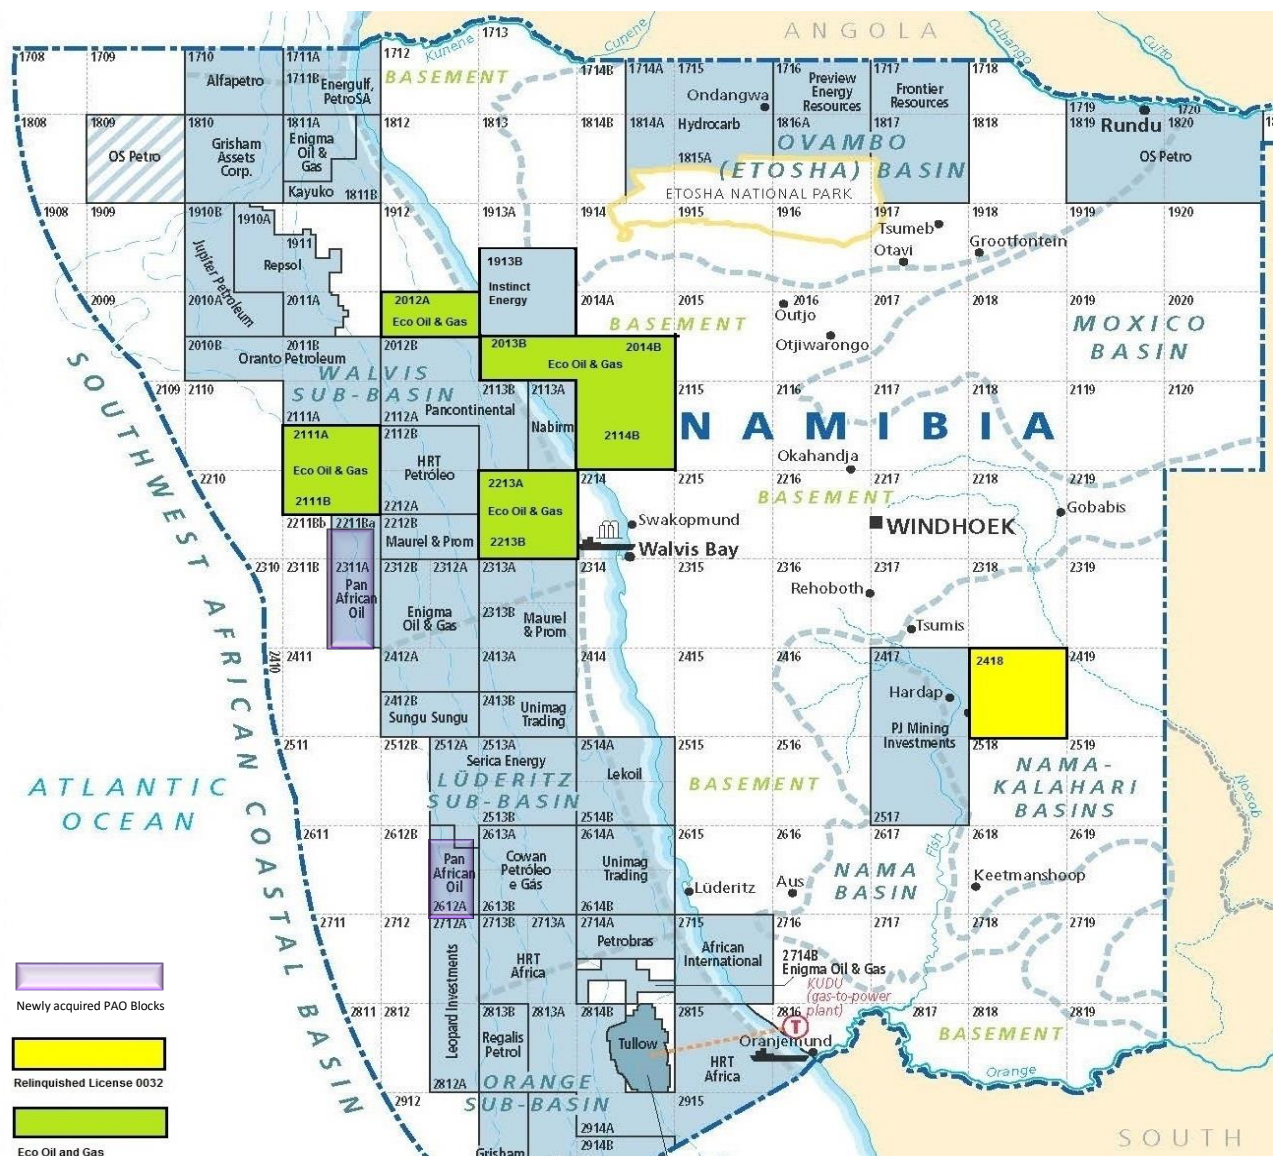 ANGOLA
1713
1708
1709
1710
1711A
1712
Kunene
Cunene
Cubango
Cuito
1711B
Alfapetro
Energulf,
PetroSA
BASEMENT
1714B
1714A
1715
1716
1717
1718
Ondangwa
Preview
Energy
Resources
Frontier
Resources
1719
1720
Rundu
1808
1809
1810
1811A
1812
1813
1814B
1814A
Hydrocarb
1816A
1817
1818
1819
1820
OS Petro
Grisham
Assets
Corp.
Enigma
Oil &
Gas
Kayuko
1811B
OVAMBO
(ETOSHA) BASIN
1815A
ETOSHA NATIONAL PARK
OS Petro
1908
1909
1910B
1910A
1911
1912
1913A
1914
1915
1916
1917
1918
1919
1920
Tsumeb
Otavi
Grootfontein
Jupiter Petroleum
Repsol
1913B
Instinct
Energy
2009
2010A
2011A
2012A
Eco Oil & Gas
2014A
2015
2016
2017
2018
2019
2020
Outjo
BASEMENT
Otjiwarongo
MOXICO
BASIN
2010B
2011B
2012B
2013B
2014B
Oranto Petroleum
Eco Oil & Gas
WALVIS
SUB-BASIN
2109
2110
2113B
2113A
2115
2116
2117
2118
2119
2120
2111A
2112A
Pancontinental
Nabirm
2114B
NAMIBIA
2111A
Eco Oil & Gas
2111B
2112B
HRT
Petróleo
2212A
Okahandja
2210
2213A
Eco Oil & Gas
2213B
2214
2215
2216
2217
2218
2219
BASEMENT
Gobabis
2211Bb
2211Ba
2212B
Maurel & Prom
Swakopmund
Walvis Bay
WINDHOEK
2310
2311B
2311A
2312B
2312A
2313A
2314
2315
2316
2317
2318
2319
Pan
African
Oil
Enigma
Oil & Gas
2313B
Maurel
& Prom
Rehoboth
Tsumis
2410
2411
2412A
2413A
2414
2415
2416
2417
2418
2419
2412B
Sungu Sungu
2413B
Unimag
Trading
Hardap
PJ Mining
Investments
2511
2512B
2512A
2513A
2514A
2515
2516
2518
2519
Serica Energy
Lekoil
LÜDERITZ
SUB-BASIN
BASEMENT
NAMA-
KALAHARI
BASINS
2513B
2514B
2517
Nossob
SOUTHWEST AFRICAN COASTAL BASIN
ATLANTIC
OCEAN
2611
2612B
2613A
2614A
2615
2616
2617
2618
2619
Pan
African
Oil
2612A
Cowan
Petróleo
e Gás
2613B
Unimag
Trading
2614B
Lüderitz
Aus
NAMA
BASIN
Fish
Keetmanshoop
2711
2712
2712A
2713B
2713A
2714A
2715
2716
2717
2718
2719
Petrobras
HRT
Africa
African
International
2714B
Enigma Oil & Gas
KUDU
(gas-to-power
plant)
Leopard Investments
2811
2812
2813B
2814B
2815
2816
2817
2818
2819
T
Regalis
Petrol
Tullow
Oranjemund
BASEMENT
HRT
Africa
Orange
2812A
ORANGE
SUB-BASIN
2912
2915
2914A
2914B
Grisham
SOUTH
Newly acquired PAO Blocks
Relinquished License 0032
Eco Oil and Gas